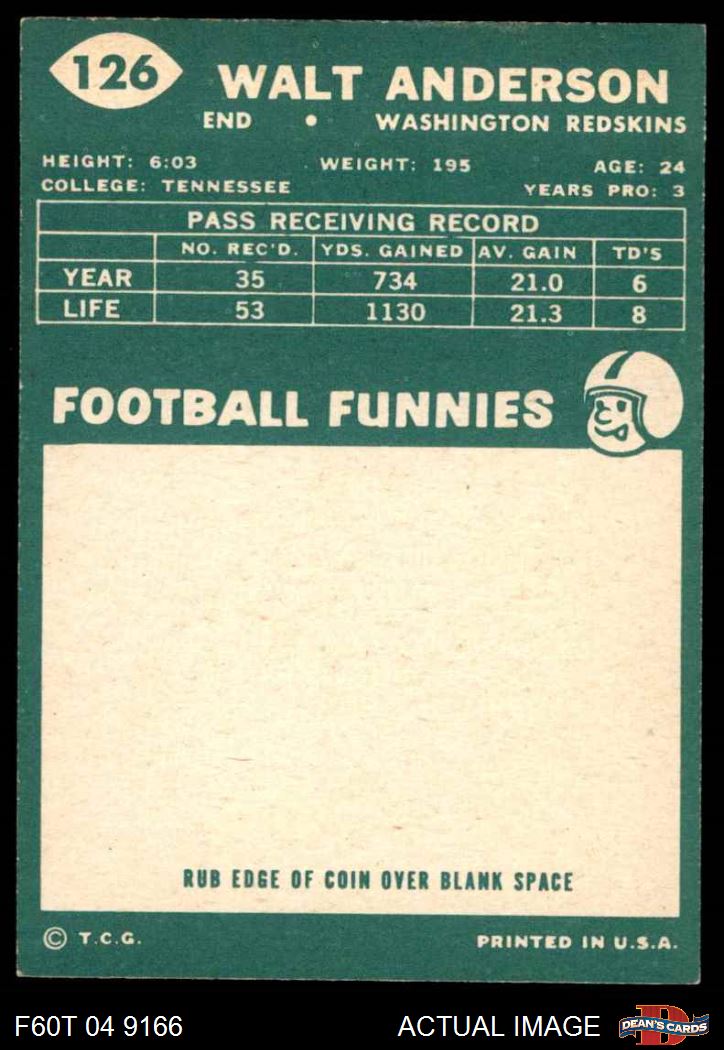 126
WALT ANDERSON
END • WASHINGTON REDSKINS
HEIGHT: 6:03 WEIGHT: 195 AGE: 24
COLLEGE: TENNESSEE YEARS PRO: 3
PASS RECEIVING RECORD
NO. REC'D. YDS. GAINED AV. GAIN TD'S
YEAR 35 734 21.0 6
LIFE 53 1130 21.3 8
FOOTBALL FUNNIES
RUB EDGE OF COIN OVER BLANK SPACE
© T.C.G. PRINTED IN U.S.A.
F60T 04 9166 ACTUAL IMAGE D DEAN'S CARDS